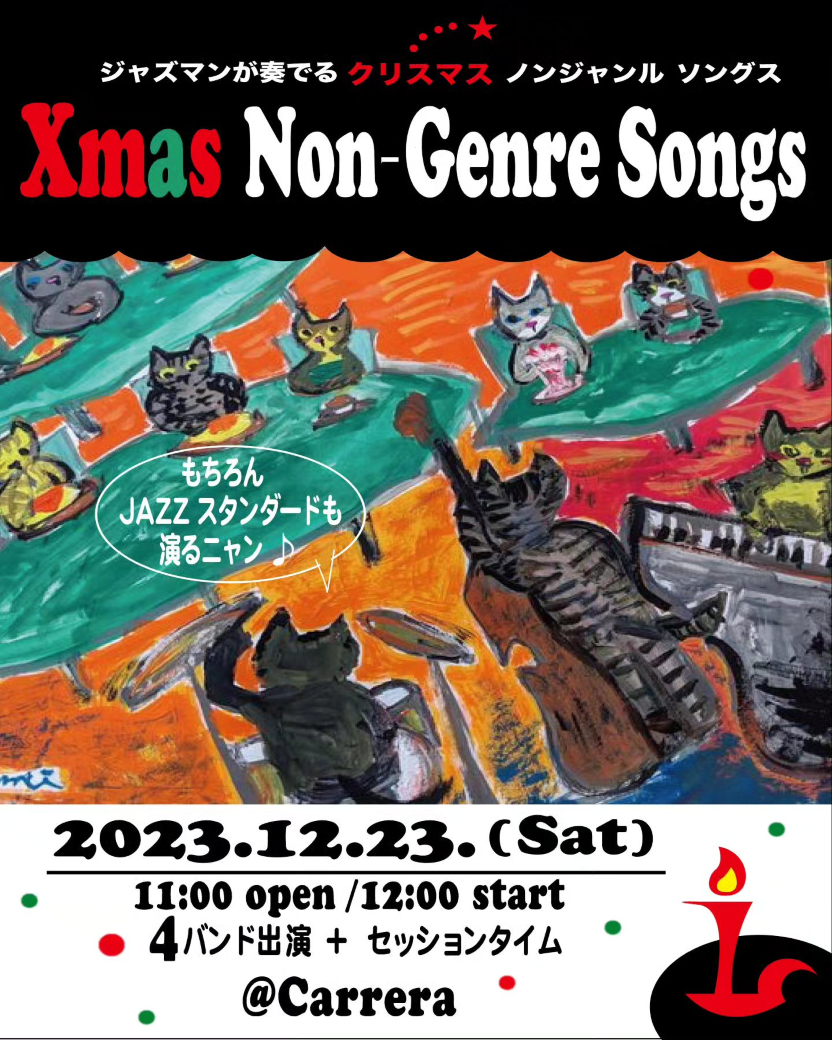 ジャズマンが奏でる クリスマス ノンジャンル ソングス
Xmas Non-Genre Songs
もちろん
JAZZ スタンダードも
演るニャン ♪
2023.12.23.(Sat)
11:00 open /12:00 start
4バンド出演 + セッションタイム
@Carrera